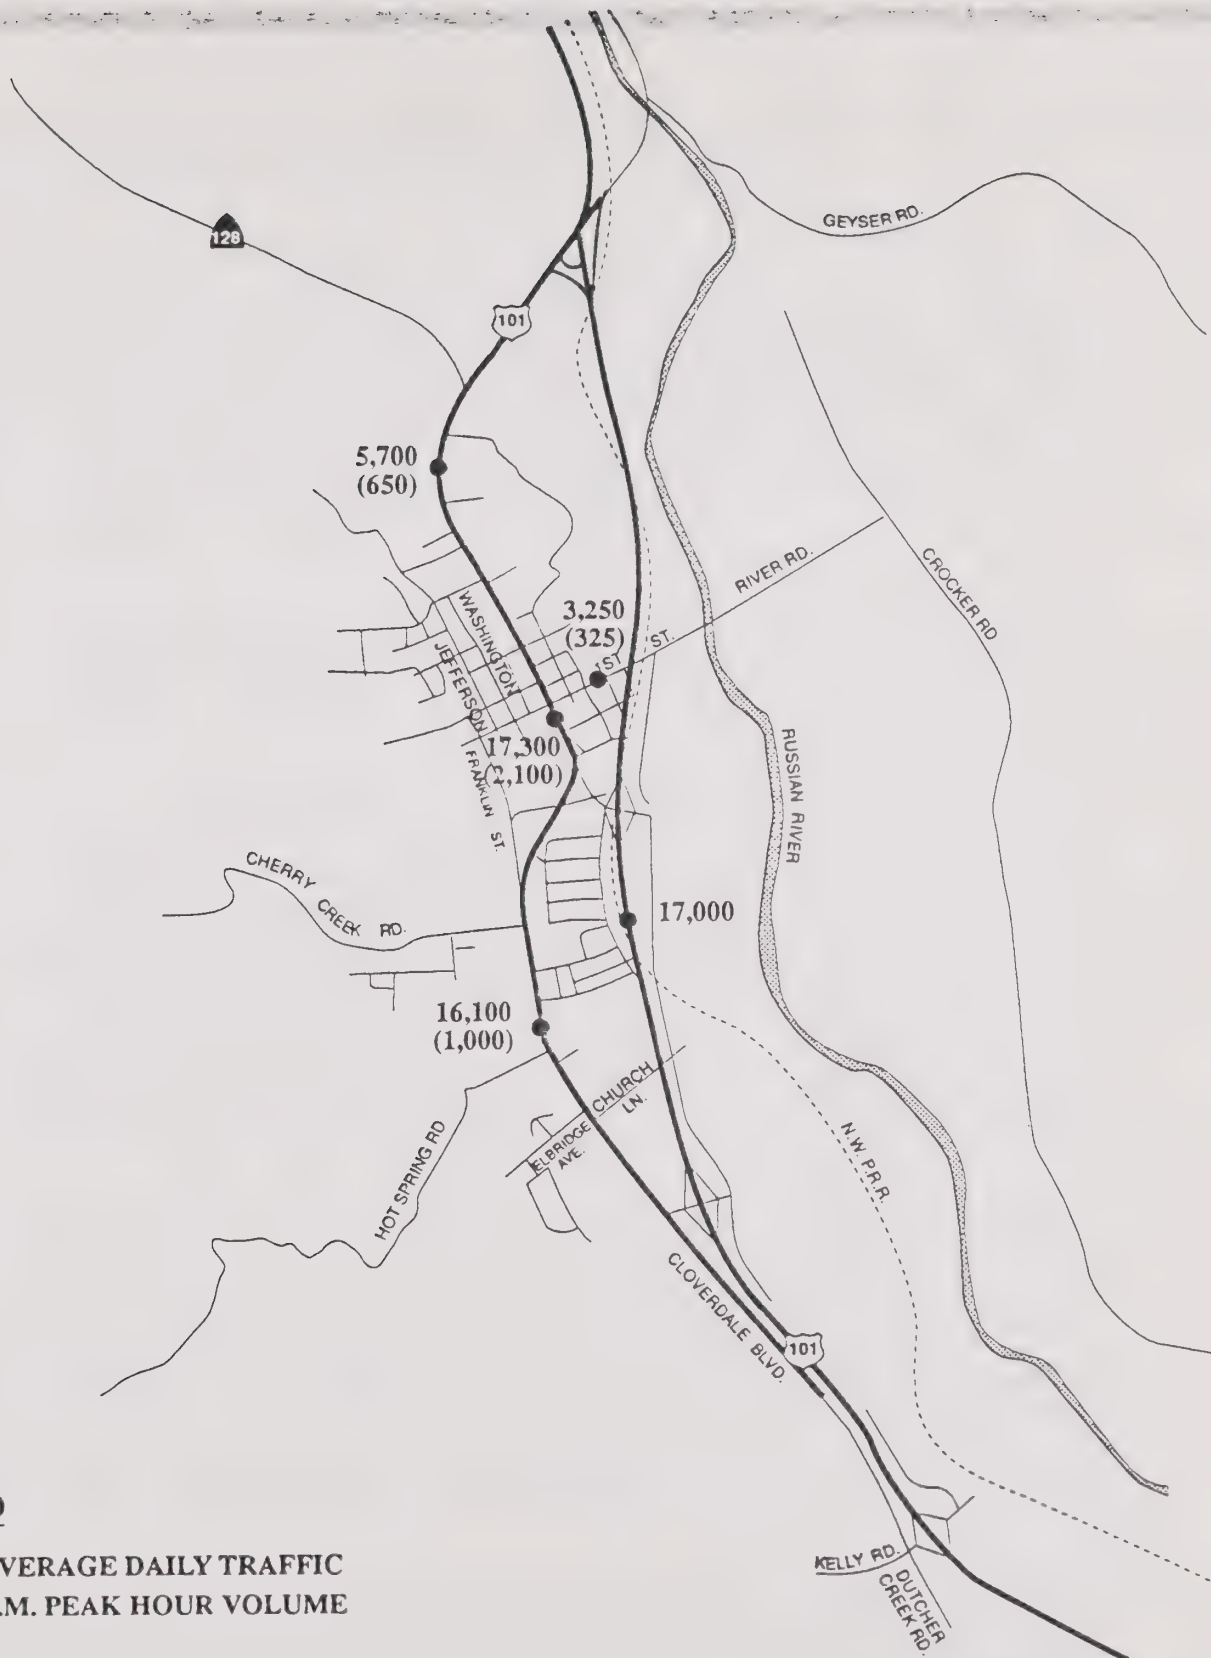 GEYSER RD.
128
101
5,700
(650)
RIVER RD.
CROCKER RD
WASHINGTON
3,250
(325)
1ST ST.
JEFFERSON
17,300
(2,100)
FRANKLIN ST.
RUSSIAN RIVER
CHERRY CREEK RD.
17,000
16,100
(1,000)
CHURCH
LN.
ELBRIDGE
AVE.
HOT SPRING RD
N.W.P.R.R.
CLOVERDALE BLVD.
101
VERAGE DAILY TRAFFIC
.M. PEAK HOUR VOLUME
KELLY RD.
DUTCHER
CREEK RD.